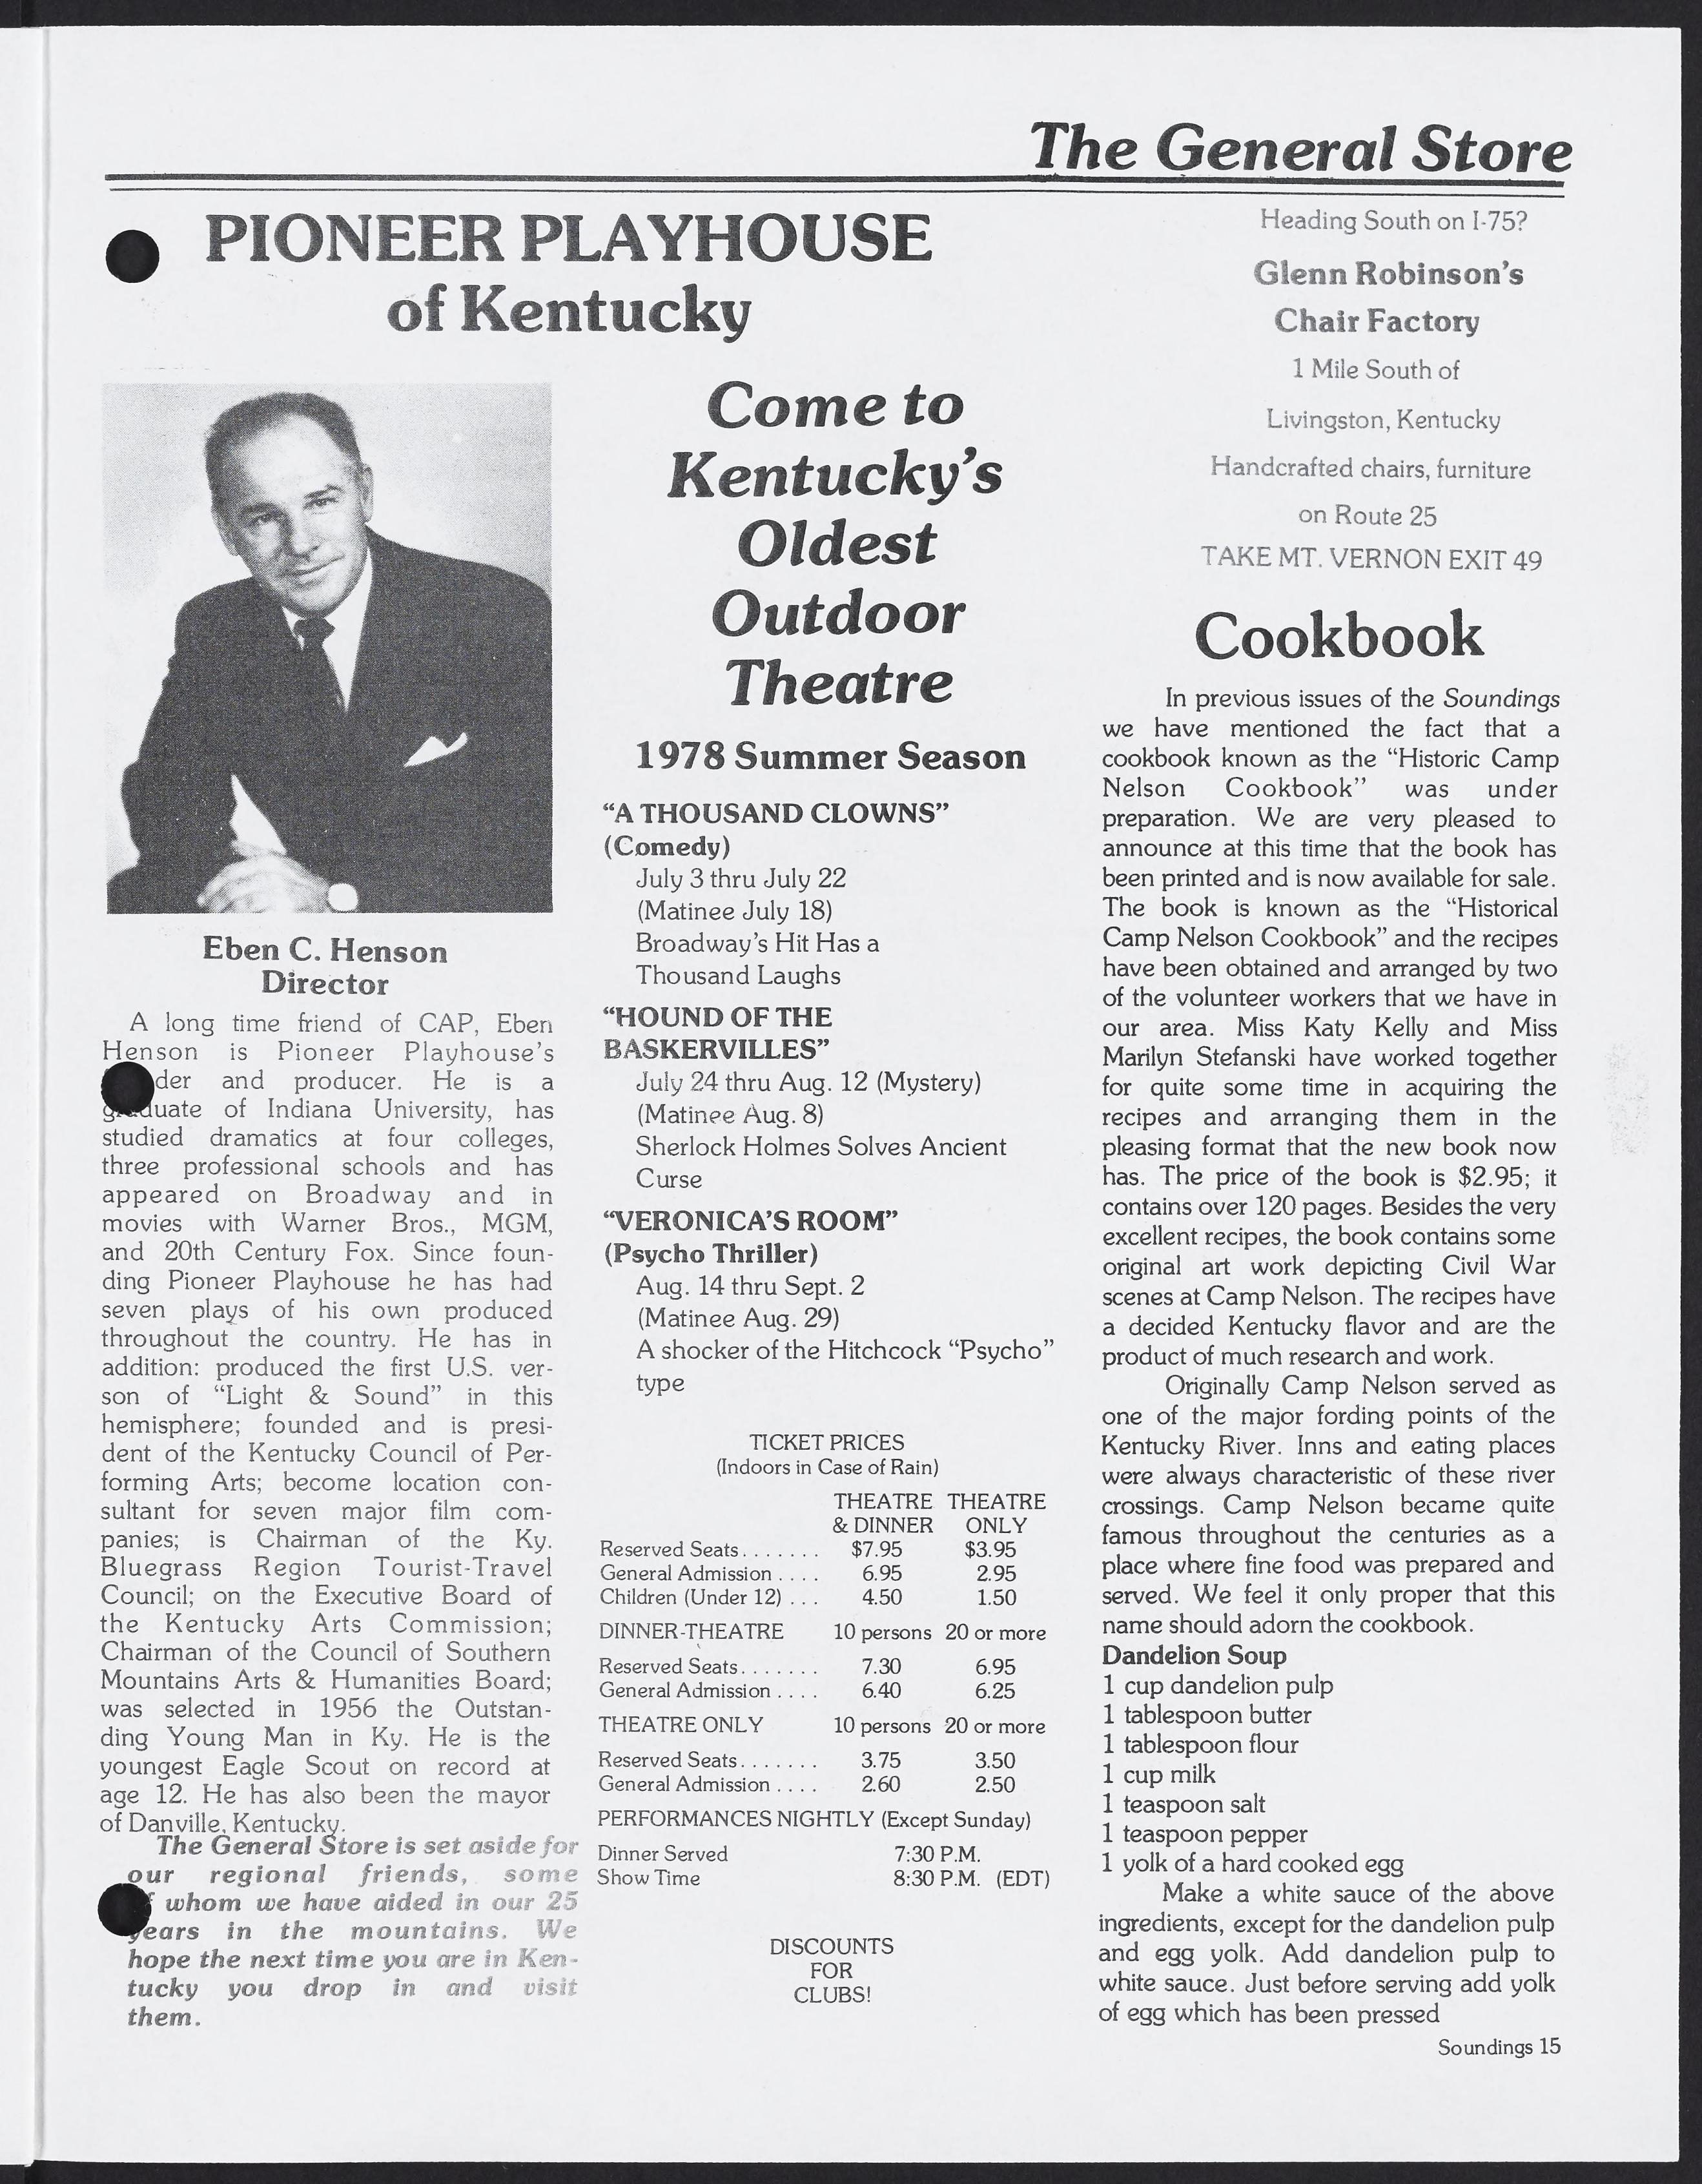 The General Store
PIONEER PLAYHOUSE
of Kentucky
Eben C. Henson
Director
A long time friend of CAP, Eben
Henson is Pioneer Playhouse's
der and producer. He is a
graduate of Indiana University, has
studied dramatics at four colleges,
three professional schools and has
appeared on Broadway and in
movies with Warner Bros., MGM,
and 20th Century Fox. Since foun-
ding Pioneer Playhouse he has had
seven plays of his own produced
throughout the country. He has in
addition: produced the first U.S. ver-
son of “Light & Sound” in this
hemisphere; founded and is presi-
dent of the Kentucky Council of Per-
forming Arts; become location con-
sultant for seven major film com-
panies; is Chairman of the Ky.
Bluegrass Region Tourist-Travel
Council; on the Executive Board of
the Kentucky Arts Commission;
Chairman of the Council of Southern
Mountains Arts & Humanities Board;
was selected in 1956 the Outstan-
ding Young Man in Ky. He is the
youngest Eagle Scout on record at
age 12. He has also been the mayor
of Danville, Kentucky.
The General Store is set aside for
our regional friends, some
whom we have aided in our 25
years in the mountains. We
hope the next time you are in Ken-
tucky you drop in and visit
them.
Come to
Kentucky's
Oldest
Outdoor
Theatre
1978 Summer Season
“A THOUSAND CLOWNS”
(Comedy)
July 3 thru July 22
(Matinee July 18)
Broadway's Hit Has a
Thousand Laughs
“HOUND OF THE
BASKERVILLES”
July 24 thru Aug. 12 (Mystery)
(Matinee Aug. 8)
Sherlock Holmes Solves Ancient
Curse
“VERONICA'S ROOM”
(Psycho Thriller)
Aug. 14 thru Sept. 2
(Matinee Aug. 29)
A shocker of the Hitchcock “Psycho”
type
TICKET PRICES
(Indoors in Case of Rain)
THEATRE THEATRE
& DINNER ONLY
Reserved Seats....... $7.95 $3.95
General Admission .... 6.95 2.95
Children (Under 12) ... 4.50 1.50
DINNER-THEATRE 10 persons 20 or more
Reserved Seats....... 7.30 6.95
General Admission .... 6.40 6.25
THEATRE ONLY 10 persons 20 or more
Reserved Seats....... 3.75 3.50
General Admission .... 2.60 2.50
PERFORMANCES NIGHTLY (Except Sunday)
Dinner Served 7:30 P.M.
Show Time 8:30 P.M. (EDT)
DISCOUNTS
FOR
CLUBS!
Heading South on I-75?
Glenn Robinson's
Chair Factory
1 Mile South of
Livingston, Kentucky
Handcrafted chairs, furniture
on Route 25
TAKE MT. VERNON EXIT 49
Cookbook
In previous issues of the Soundings
we have mentioned the fact that a
cookbook known as the “Historic Camp
Nelson Cookbook” was under
preparation. We are very pleased to
announce at this time that the book has
been printed and is now available for sale.
The book is known as the “Historical
Camp Nelson Cookbook” and the recipes
have been obtained and arranged by two
of the volunteer workers that we have in
our area. Miss Katy Kelly and Miss
Marilyn Stefanski have worked together
for quite some time in acquiring the
recipes and arranging them in the
pleasing format that the new book now
has. The price of the book is $2.95; it
contains over 120 pages. Besides the very
excellent recipes, the book contains some
original art work depicting Civil War
scenes at Camp Nelson. The recipes have
a decided Kentucky flavor and are the
product of much research and work.
Originally Camp Nelson served as
one of the major fording points of the
Kentucky River. Inns and eating places
were always characteristic of these river
crossings. Camp Nelson became quite
famous throughout the centuries as a
place where fine food was prepared and
served. We feel it only proper that this
name should adorn the cookbook.
Dandelion Soup
1 cup dandelion pulp
1 tablespoon butter
1 tablespoon flour
1 cup milk
1 teaspoon salt
1 teaspoon pepper
1 yolk of a hard cooked egg
Make a white sauce of the above
ingredients, except for the dandelion pulp
and egg yolk. Add dandelion pulp to
white sauce. Just before serving add yolk
of egg which has been pressed
Soundings 15